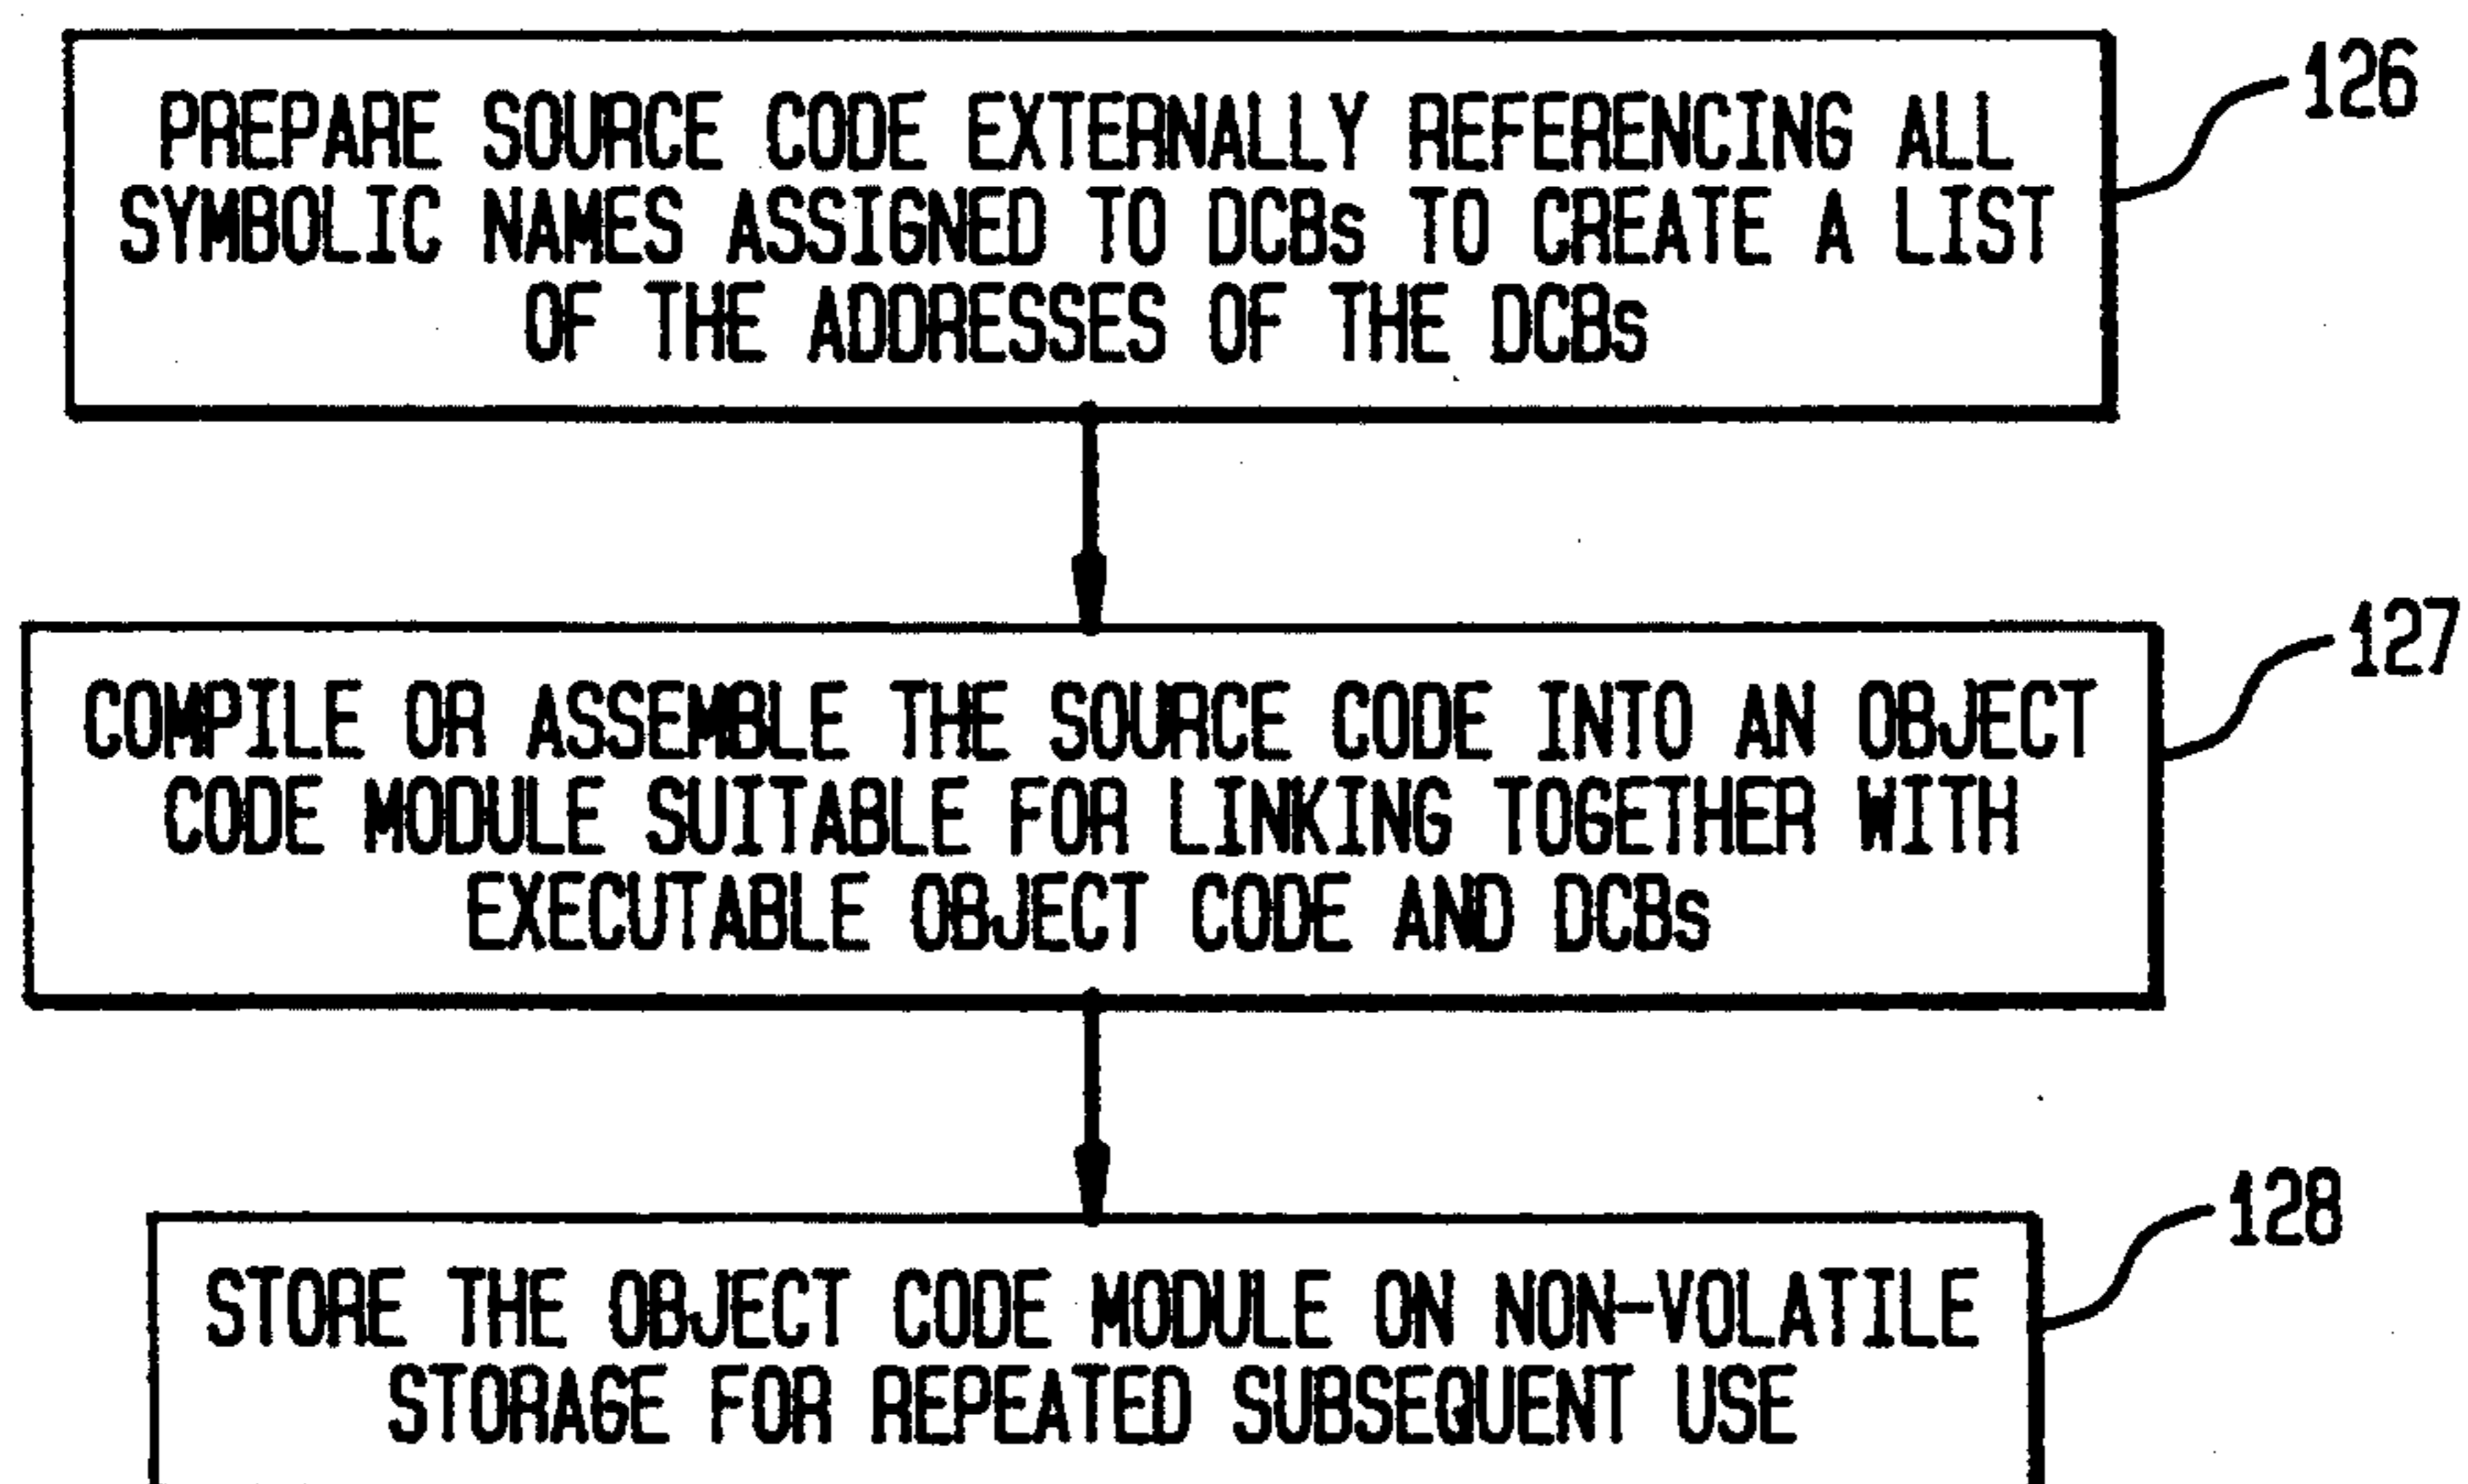 126
PREPARE SOURCE CODE EXTERNALLY REFERENCING ALL
SYMBOLIC NAMES ASSIGNED TO DCBs TO CREATE A LIST
OF THE ADDRESSES OF THE DCBs
127
COMPILE OR ASSEMBLE THE SOURCE CODE INTO AN OBJECT
CODE MODULE SUITABLE FOR LINKING TOGETHER WITH
EXECUTABLE OBJECT CODE AND DCBs
128
STORE THE OBJECT CODE MODULE ON NON-VOLATILE
STORAGE FOR REPEATED SUBSEQUENT USE